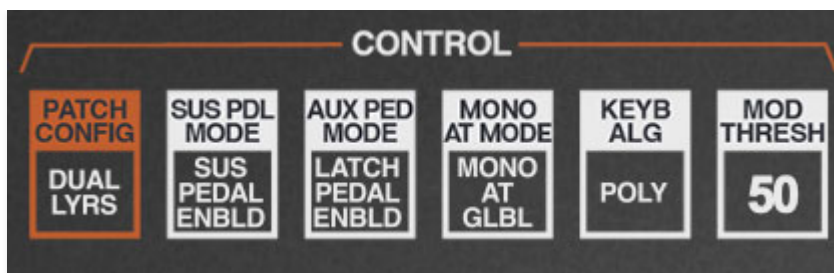 CONTROL
PATCH
CONFIG
DUAL
LYRS
SUS PDL
MODE
SUS
PEDAL
ENBLD
AUX PED
MODE
LATCH
PEDAL
ENBLD
MONO
AT MODE
MONO
AT
GLBL
KEYB
ALG
POLY
MOD
THRESH
50